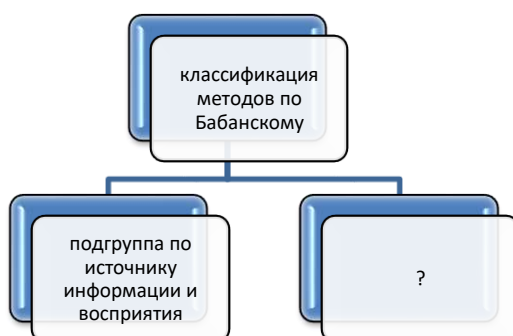 классификация
методов по
Бабанскому
подгруппа по
источнику
информации и
восприятия
?